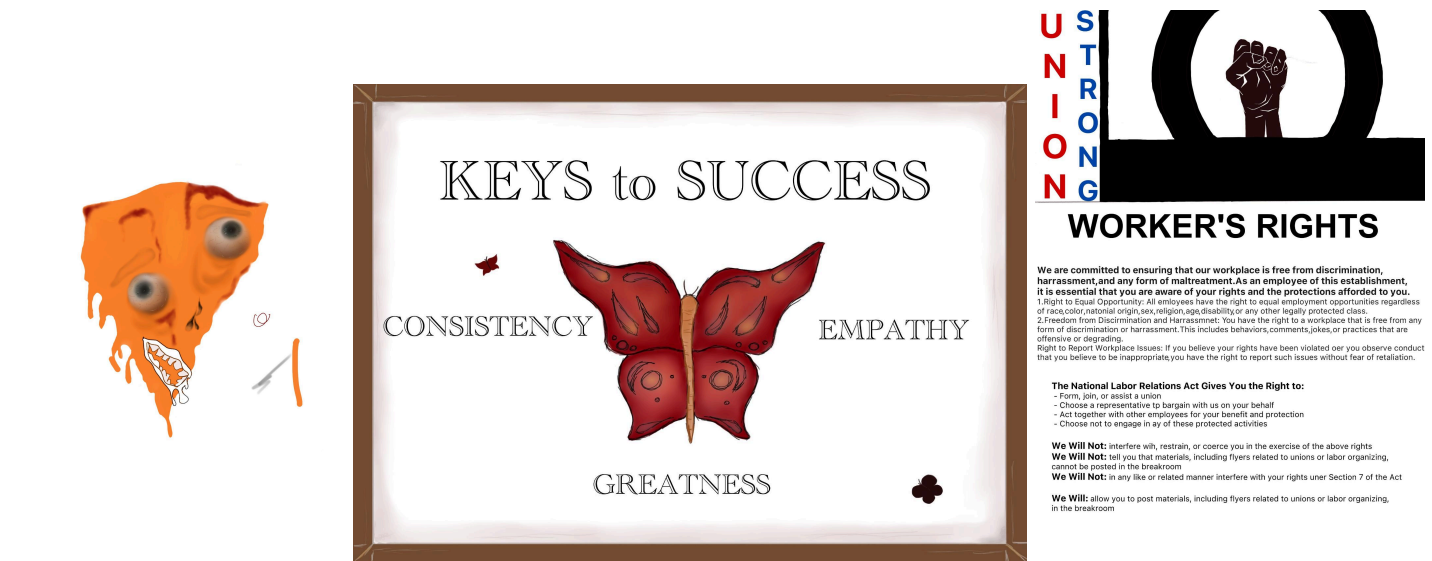 KEYS to SUCCESS
CONSISTENCY
EMPATHY
GREATNESS
UNION
STRONG
WORKER'S RIGHTS
We are committed to ensuring that our workplace is free from discrimination,
harrassment,and any form of maltreatment.As an employee of this establishment,
it is essential that you are aware of your rights and the protections afforded to you.
1.Right to Equal Opportunity: All emloyees have the right to equal employment opportunities regardless
of race,color,natonial origin,sex,religion,age,disability,or any other legally protected class.
2.Freedom from Discirmination and Harrassmnet: You have the right to a workplace that is free from any
form of discrimination or harrassment.This includes behaviors,comments,jokes,or practices that are
offensive or degrading.
Right to Report Workplace Issues: If you believe your rights have been violated oer you observe conduct
that you believe to be inappropriate,you have the right to report such issues without fear of retaliation.
The National Labor Relations Act Gives You the Right to:
- Form, join, or assist a union
- Choose a representative tp bargain with us on your behalf
- Act together with other employees for your benefit and protection
- Choose not to engage in ay of these protected activities
We Will Not: interfere wih, restrain, or coerce you in the exercise of the above rights
We Will Not: tell you that materials, including flyers related to unions or labor organizing,
cannot be posted in the breakroom
We Will Not: in any like or related manner interfere with your rights uner Section 7 of the Act
We Will: allow you to post materials, including flyers related to unions or labor organizing,
in the breakroom